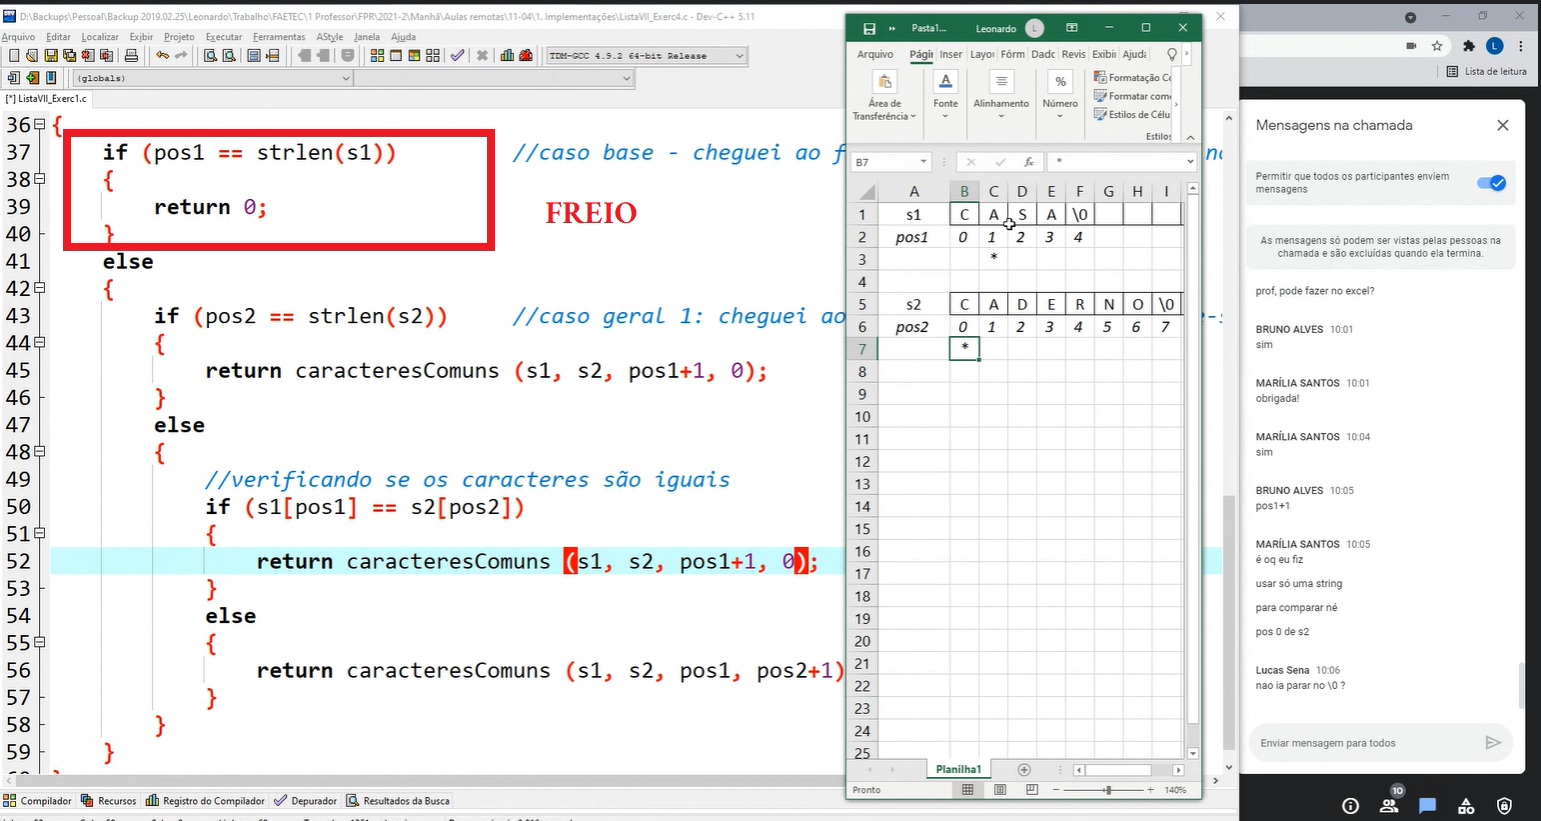 D:\Backups\Pessoal\Backup 2019.02.25\Leonardo\Trabalho\FAETEC\1 Professor\FPR\2021-2\Manhã\Aulas remotas\11-04\1. Implementações\ListaVII_Exerc4.c - Dev-C++ 5.11
Arquivo Editar Localizar Exibir Projeto Executar Ferramentas AStyle Janela Ajuda
TDM-GCC 4.9.2 64-bit Release
(globals)
[*] ListaVII_Exerc1.c
36 {
37 if (pos1 == strlen(s1)) //caso base - cheguei ao f
38 {
39 return 0;
40 }
FREIO
41 else
42 {
43 if (pos2 == strlen(s2)) //caso geral 1: cheguei ao
44 {
45 return caracteresComuns (s1, s2, pos1+1, 0);
46 }
47 else
48 {
49 //verificando se os caracteres são iguais
50 if (s1[pos1] == s2[pos2])
51 {
52 return caracteresComuns (s1, s2, pos1+1, 0);
53 }
54 else
55 {
56 return caracteresComuns (s1, s2, pos1, pos2+1)
57 }
58 }
59 }
Compilador Recursos Registro do Compilador Depurador Resultados da Busca
Pasta1... Leonardo L
Arquivo Págin Inser Layou Fórm Dadc Revis Exibir Ajuda
Área de Transferência
Fonte
Alinhamento
%
Número
Formatação Co
Formatar com
Estilos de Célu
Estilos
B7 fx *
A B C D E F G H I
1 s1 C A S A \0
2 pos1 0 1 2 3 4
3 *
4
5 s2 C A D E R N O \0
6 pos2 0 1 2 3 4 5 6 7
7 *
8
9
10
11
12
13
14
15
16
17
18
19
20
21
22
23
24
25
Planilha1
Pronto
140%
L
Lista de leitura
Mensagens na chamada
Permitir que todos os participantes enviem
mensagens
As mensagens só podem ser vistas pelas pessoas na
chamada e são excluídas quando ela termina.
prof, pode fazer no excel?
BRUNO ALVES 10:01
sim
MARÍLIA SANTOS 10:01
obrigada!
MARÍLIA SANTOS 10:04
sim
BRUNO ALVES 10:05
pos1+1
MARÍLIA SANTOS 10:05
é oq eu fiz
usar só uma string
para comparar né
pos 0 de s2
Lucas Sena 10:06
nao ia parar no \0 ?
Enviar mensagem para todos
10